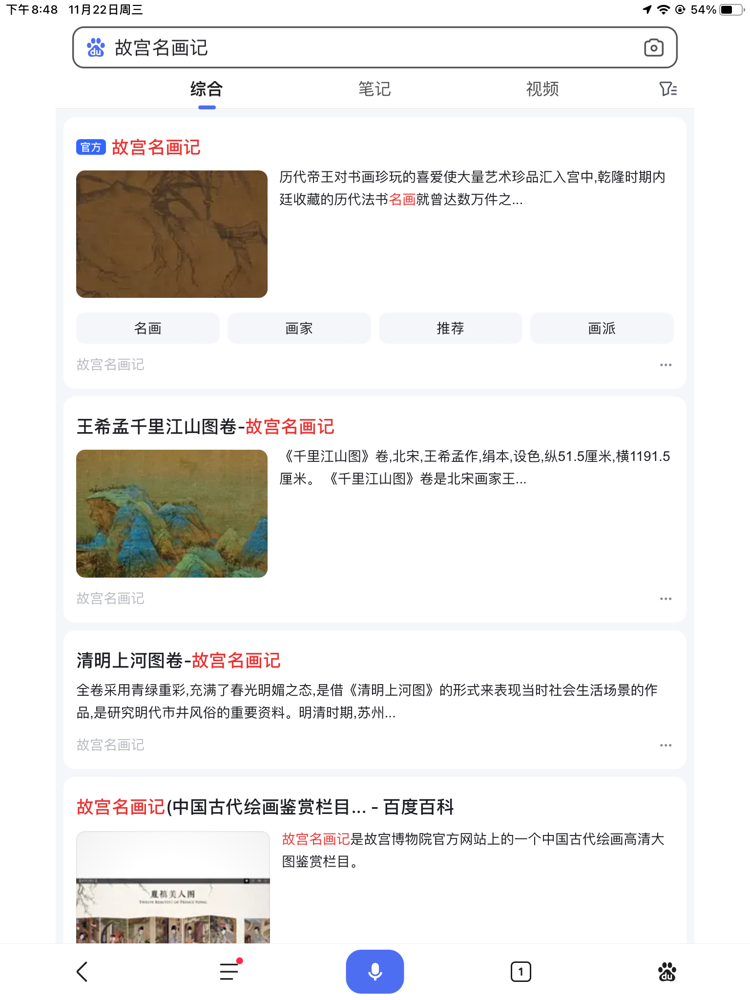 下午8:48 11月22日周三
54%
du 故宫名画记
综合 笔记 视频
官方 故宫名画记
历代帝王对书画珍玩的喜爱使大量艺术珍品汇入宫中,乾隆时期内
廷收藏的历代法书名画就曾达数万件之...
名画 画家 推荐 画派
故宫名画记
王希孟千里江山图卷-故宫名画记
《千里江山图》卷,北宋,王希孟作,绢本,设色,纵51.5厘米,横1191.5
厘米。 《千里江山图》卷是北宋画家王...
故宫名画记
清明上河图卷-故宫名画记
全卷采用青绿重彩,充满了春光明媚之态,是借《清明上河图》的形式来表现当时社会生活场景的作
品,是研究明代市井风俗的重要资料。明清时期,苏州...
故宫名画记
故宫名画记(中国古代绘画鉴赏栏目... - 百度百科
故宫名画记是故宫博物院官方网站上的一个中国古代绘画高清大
图鉴赏栏目。
胤禛美人图
TWELVE BEAUTIES OF PRINCE YONG
1
du